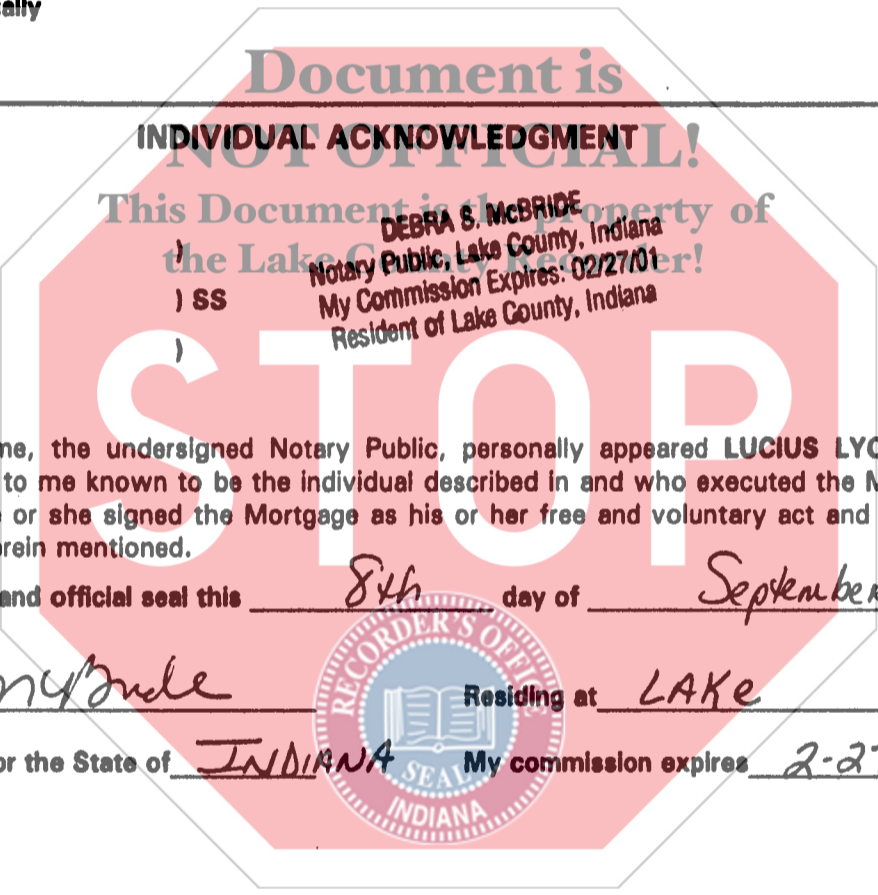 ally
Document is
INDIVIDUAL ACKNOWLEDGMENT
NOT OFFICIAL!
This Document is the property of
the Lake County Recorder!
DEBRA S. McBRIDE
Notary Public, Lake County, Indiana
My Commission Expires: 02/27/01
Resident of Lake County, Indiana
)
) SS
)
STOP
me, the undersigned Notary Public, personally appeared LUCIUS LYO
to me known to be the individual described in and who executed the M
or she signed the Mortgage as his or her free and voluntary act and
rein mentioned.
and official seal this 8th day of September
McBride Residing at LAKE
or the State of INDIANA My commission expires 2-27
RECORDER'S OFFICE
SEAL
INDIANA